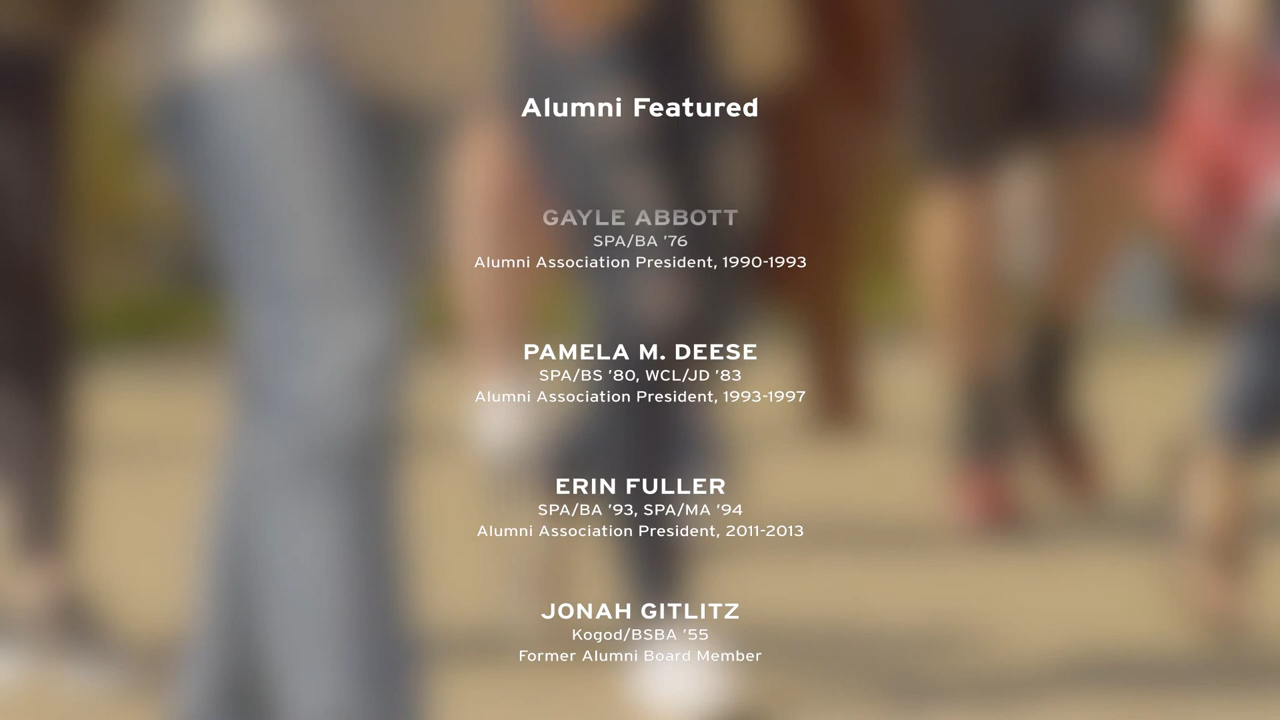 Alumni Featured
GAYLE ABBOTT
SPA/BA ’76
Alumni Association President, 1990-1993
PAMELA M. DEESE
SPA/BS ’80, WCL/JD ’83
Alumni Association President, 1993-1997
ERIN FULLER
SPA/BA ’93, SPA/MA ’94
Alumni Association President, 2011-2013
JONAH GITLITZ
Kogod/BSBA ’55
Former Alumni Board Member